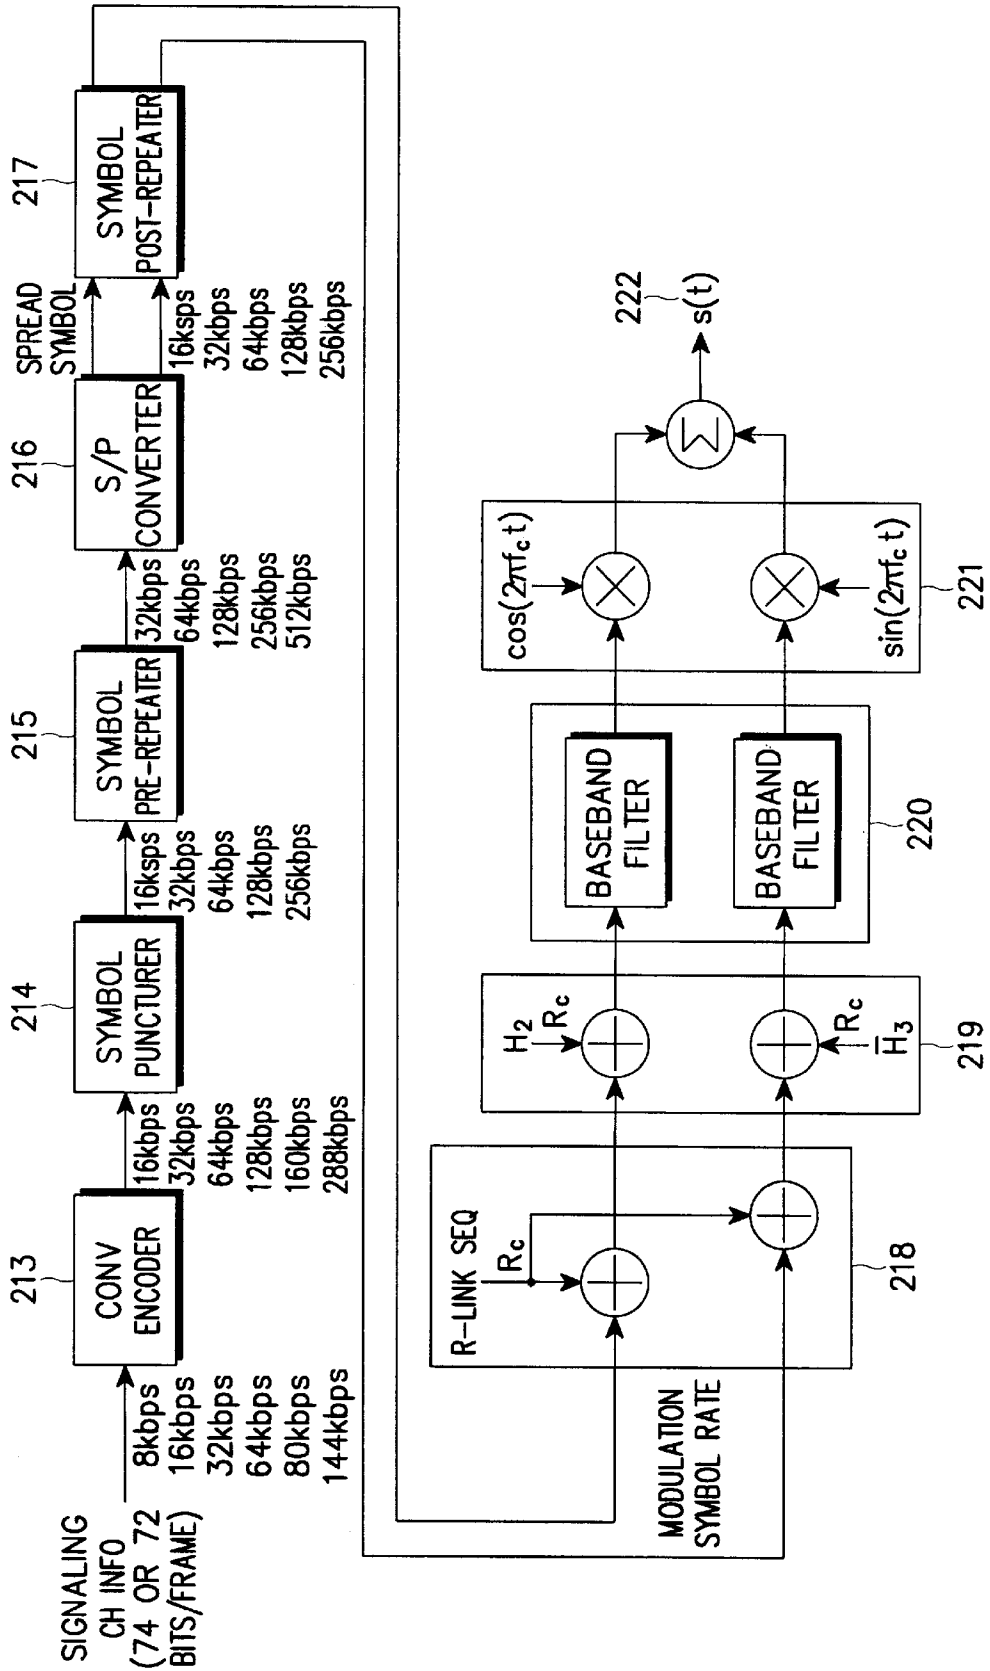 SIGNALING
CH INFO
(74 OR 72
BITS/FRAME)
8kbps
16kbps
32kbps
64kbps
80kbps
144kbps
213
CONV
ENCODER
16kbps
32kbps
64kbps
128kbps
160kbps
288kbps
214
SYMBOL
PUNCTURER
16ksps
32kbps
64kbps
128kbps
256kbps
215
SYMBOL
PRE-REPEATER
32kbps
64kbps
128kbps
256kbps
512kbps
216
S/P
CONVERTER
SPREAD
SYMBOL
16ksps
32kbps
64kbps
128kbps
256kbps
217
SYMBOL
POST-REPEATER
MODULATION
SYMBOL RATE
R-LINK SEQ
Rc
218
H2
Rc
Rc
H̅3
219
BASEBAND
FILTER
BASEBAND
FILTER
220
cos(2πfct)
sin(2πfct)
221
Σ
222
s(t)